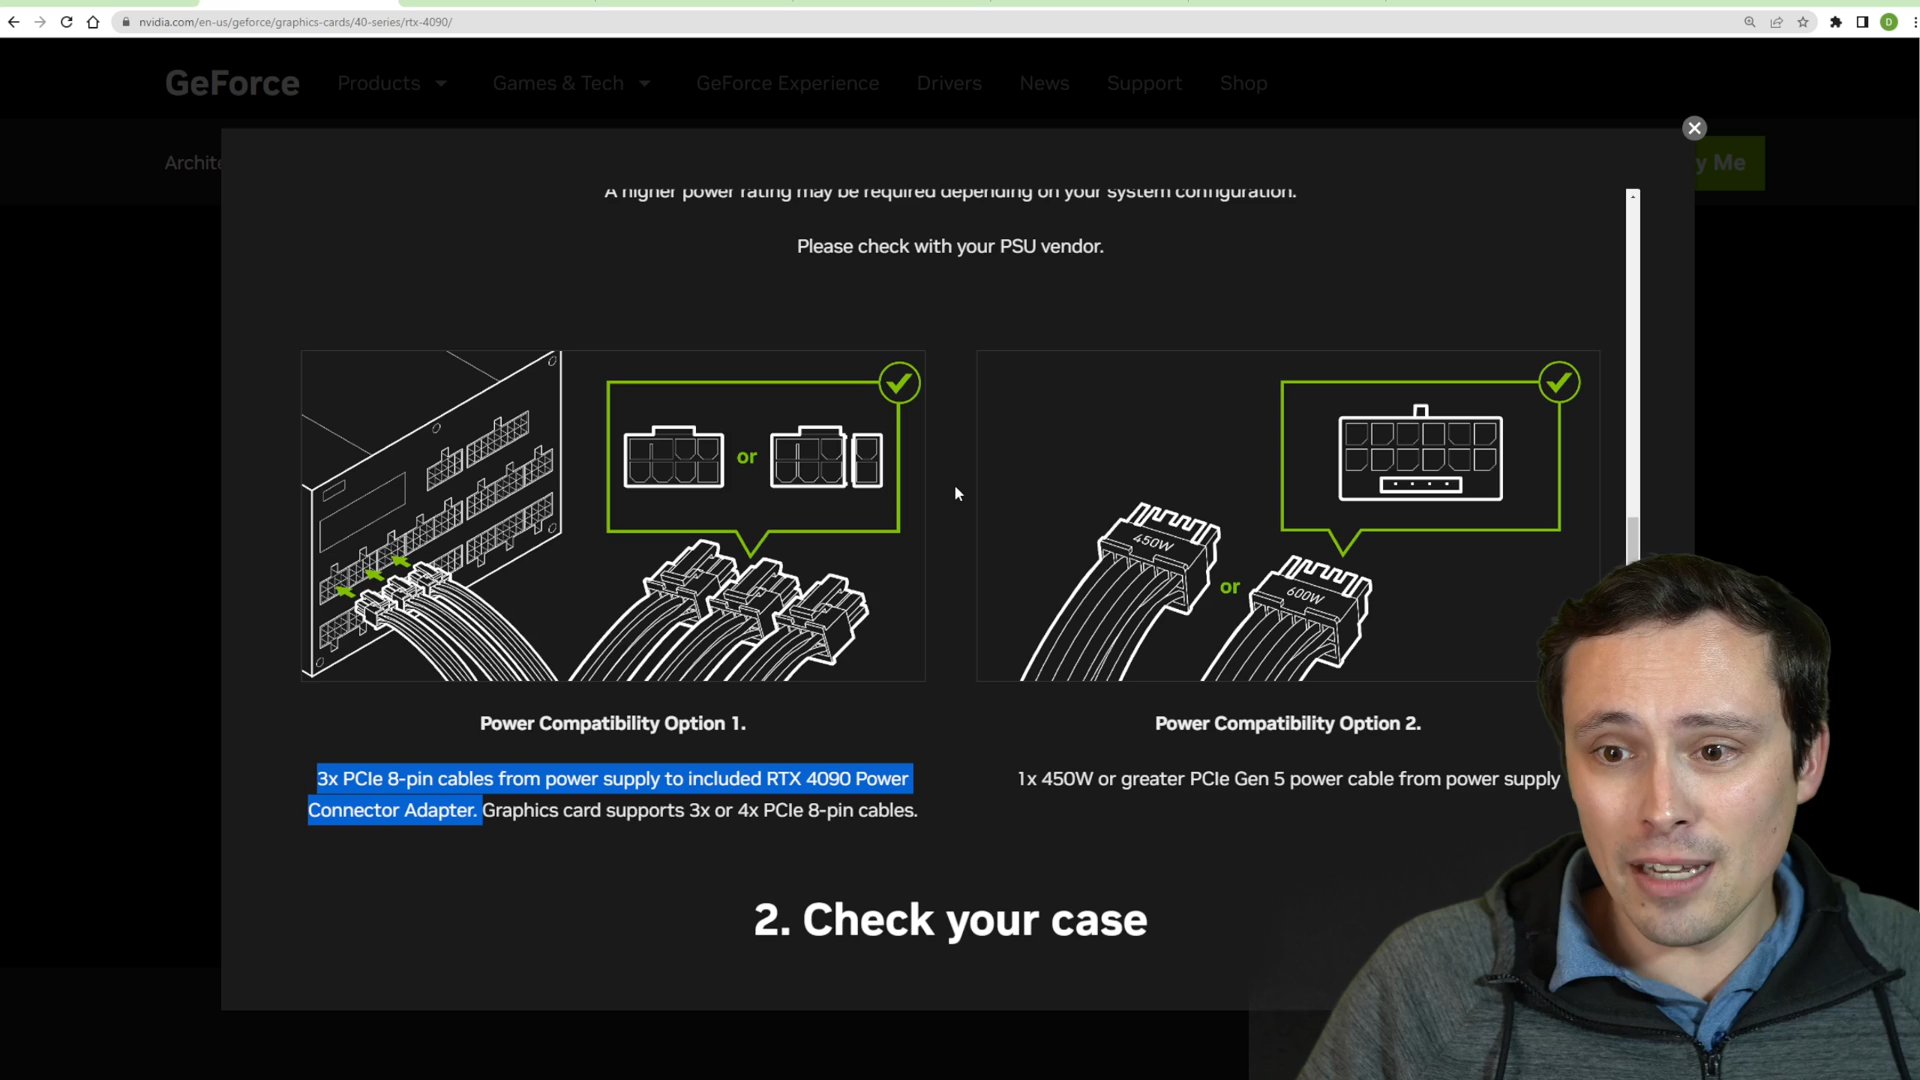 nvidia.com/en-us/geforce/graphics-cards/40-series/rtx-4090/
D
GeForce Products Games & Tech GeForce Experience Drivers News Support Shop
Archite
y Me
A higher power rating may be required depending on your system configuration.
Please check with your PSU vendor.
or
450W
or
600W
Power Compatibility Option 1.
3x PCIe 8-pin cables from power supply to included RTX 4090 Power
Connector Adapter. Graphics card supports 3x or 4x PCIe 8-pin cables.
Power Compatibility Option 2.
1x 450W or greater PCIe Gen 5 power cable from power supply
2. Check your case